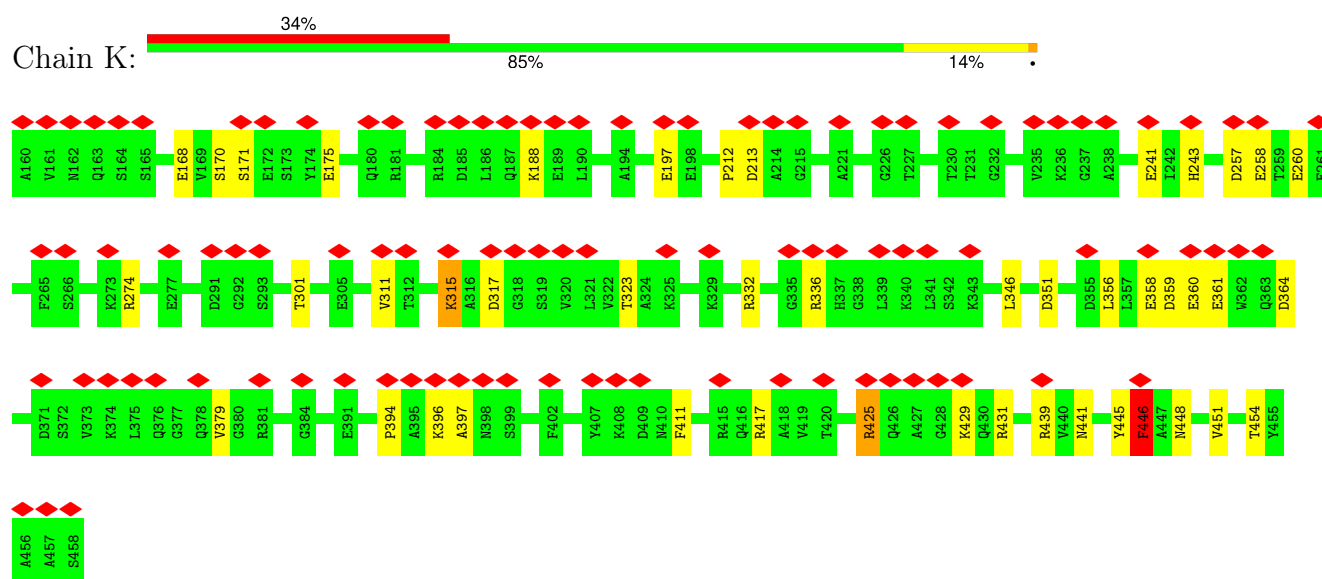 34%
Chain K:
85% 14% •
A160 V161 N162 Q163 S164 S165 E168 V169 S170 S171 E172 S173 Y174 E175 Q180 R181 R184 D185 L186 Q187 K188 E189 L190 A194 E197 E198 P212 D213 A214 G215 A221 G226 T227 T230 T231 G232 V235 K236 G237 A238 E241 I242 H243 D257 E258 T259 E260
F265 S266 K273 R274 E277 D291 G292 S293 T301 E305 V311 T312 K315 A316 D317 G318 S319 V320 L321 V322 T323 A324 K325 K329 R332 G335 R336 H337 G338 L339 K340 L341 S342 K343 L346 D351 D355 L356 L357 E358 D359 E360 E361 W362 Q363 D364
D371 S372 V373 K374 L375 Q376 G377 Q378 V379 G380 R381 G384 E391 P394 A395 K396 A397 N398 S399 F402 Y407 K408 D409 N410 F411 R415 Q416 R417 A418 V419 T420 R425 Q426 A427 G428 K429 Q430 R431 R439 V440 N441 Y445 F446 A447 N448 V451 T454 Y455
A456 A457 S458